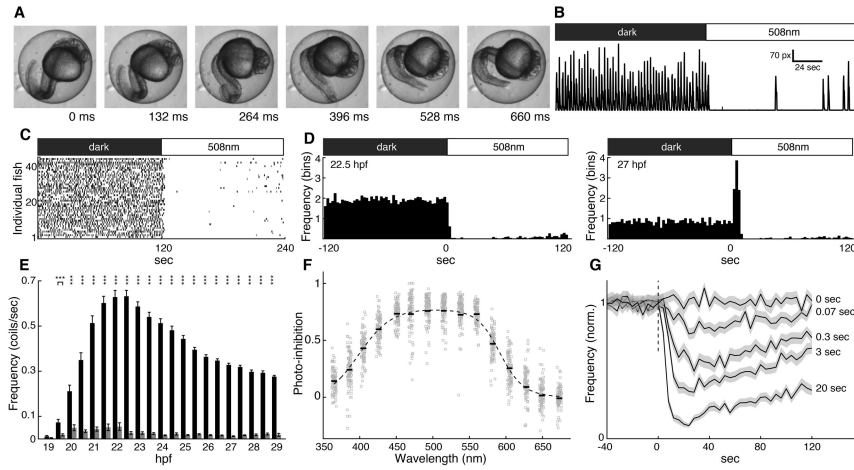 A
0 ms 132 ms 264 ms 396 ms 528 ms 660 ms
B
dark 508nm
70 px
24 sec
C
dark 508nm
Individual fish
40
20
1
120 240
sec
D
dark 508nm
22.5 hpf
Frequency (bins)
4
3
2
1
-120 0 120
sec
dark 508nm
27 hpf
Frequency (bins)
4
3
2
1
-120 0 120
sec
E
***
Frequency (coils/sec)
0.7
0.6
0.4
0.2
0
19 20 21 22 23 24 25 26 27 28 29
hpf
F
Photo-inhibition
1
0.5
0
350 400 450 500 550 600 650
Wavelength (nm)
G
Frequency (norm.)
1
0
0 sec
0.07 sec
0.3 sec
3 sec
20 sec
-40 0 40 80 120
sec